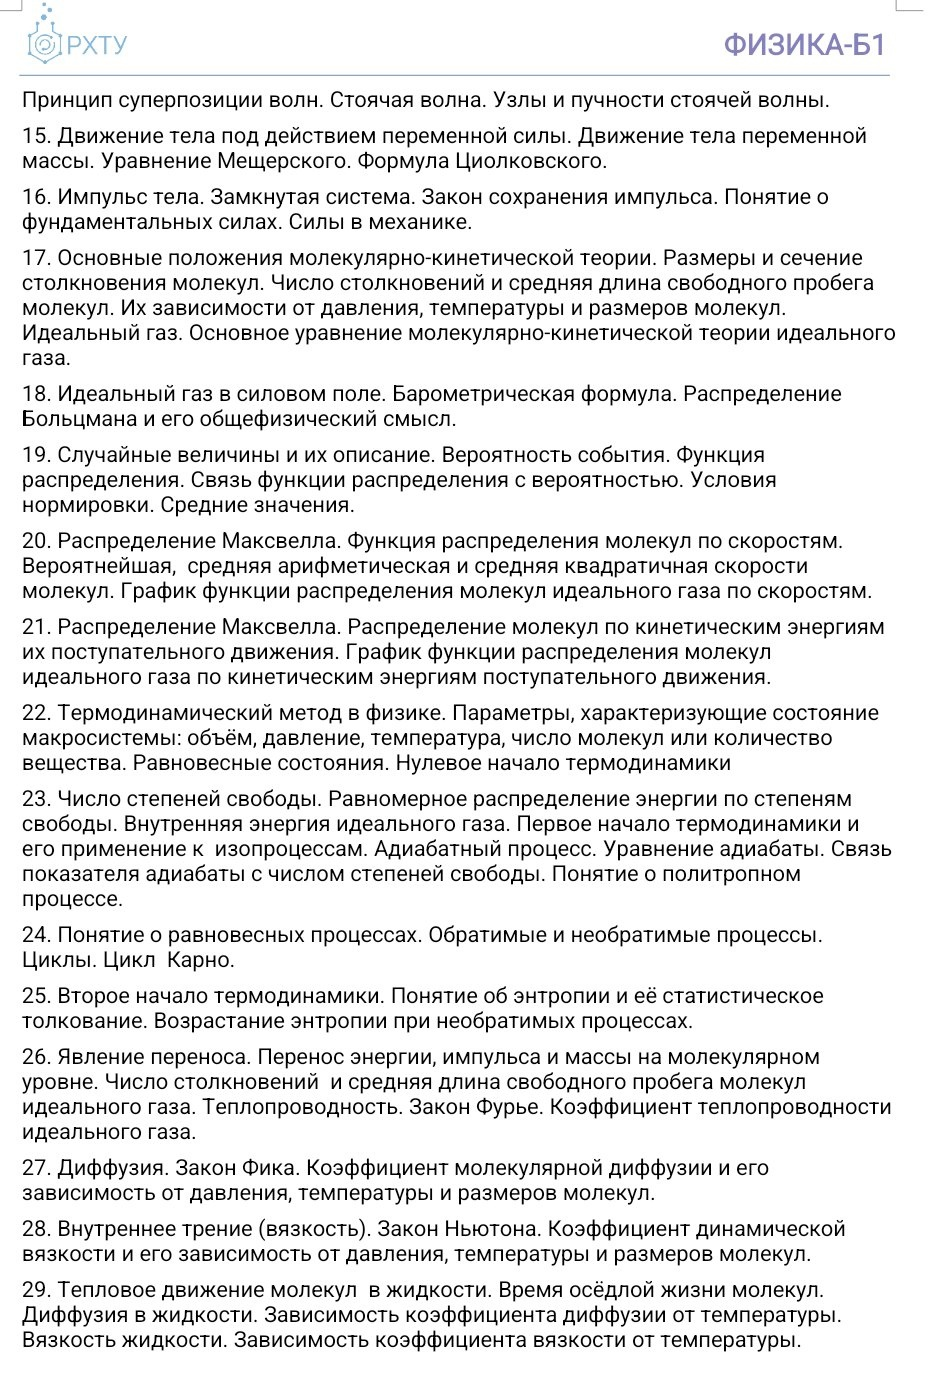 РХТУ
ФИЗИКА-Б1
Принцип суперпозиции волн. Стоячая волна. Узлы и пучности стоячей волны.
15. Движение тела под действием переменной силы. Движение тела переменной
массы. Уравнение Мещерского. Формула Циолковского.
16. Импульс тела. Замкнутая система. Закон сохранения импульса. Понятие о
фундаментальных силах. Силы в механике.
17. Основные положения молекулярно-кинетической теории. Размеры и сечение
столкновения молекул. Число столкновений и средняя длина свободного пробега
молекул. Их зависимости от давления, температуры и размеров молекул.
Идеальный газ. Основное уравнение молекулярно-кинетической теории идеального
газа.
18. Идеальный газ в силовом поле. Барометрическая формула. Распределение
Больцмана и его общефизический смысл.
19. Случайные величины и их описание. Вероятность события. Функция
распределения. Связь функции распределения с вероятностью. Условия
нормировки. Средние значения.
20. Распределение Максвелла. Функция распределения молекул по скоростям.
Вероятнейшая,  средняя арифметическая и средняя квадратичная скорости
молекул. График функции распределения молекул идеального газа по скоростям.
21. Распределение Максвелла. Распределение молекул по кинетическим энергиям
их поступательного движения. График функции распределения молекул
идеального газа по кинетическим энергиям поступательного движения.
22. Термодинамический метод в физике. Параметры, характеризующие состояние
макросистемы: объём, давление, температура, число молекул или количество
вещества. Равновесные состояния. Нулевое начало термодинамики
23. Число степеней свободы. Равномерное распределение энергии по степеням
свободы. Внутренняя энергия идеального газа. Первое начало термодинамики и
его применение к  изопроцессам. Адиабатный процесс. Уравнение адиабаты. Связь
показателя адиабаты с числом степеней свободы. Понятие о политропном
процессе.
24. Понятие о равновесных процессах. Обратимые и необратимые процессы.
Циклы. Цикл  Карно.
25. Второе начало термодинамики. Понятие об энтропии и её статистическое
толкование. Возрастание энтропии при необратимых процессах.
26. Явление переноса. Перенос энергии, импульса и массы на молекулярном
уровне. Число столкновений  и средняя длина свободного пробега молекул
идеального газа. Теплопроводность. Закон Фурье. Коэффициент теплопроводности
идеального газа.
27. Диффузия. Закон Фика. Коэффициент молекулярной диффузии и его
зависимость от давления, температуры и размеров молекул.
28. Внутреннее трение (вязкость). Закон Ньютона. Коэффициент динамической
вязкости и его зависимость от давления, температуры и размеров молекул.
29. Тепловое движение молекул  в жидкости. Время осёдлой жизни молекул.
Диффузия в жидкости. Зависимость коэффициента диффузии от температуры.
Вязкость жидкости. Зависимость коэффициента вязкости от температуры.